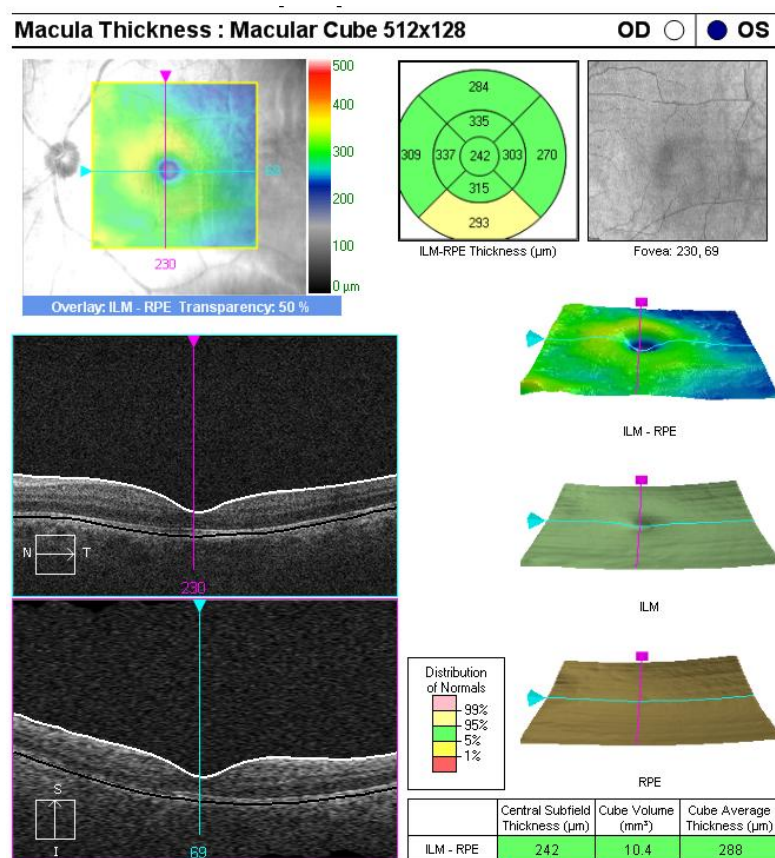 Macula Thickness : Macular Cube 512x128 OD OS
500
400
300
200
100
0 µm
69
230
Overlay: ILM - RPE Transparency: 50 %
284
335
309 337 242 303 270
315
293
ILM-RPE Thickness (µm)
Fovea: 230, 69
ILM - RPE
N T
230
ILM
S
I
69
Distribution
of Normals
99%
95%
5%
1%
RPE
Central Subfield Thickness (µm) Cube Volume (mm³) Cube Average Thickness (µm)
ILM - RPE 242 10.4 288